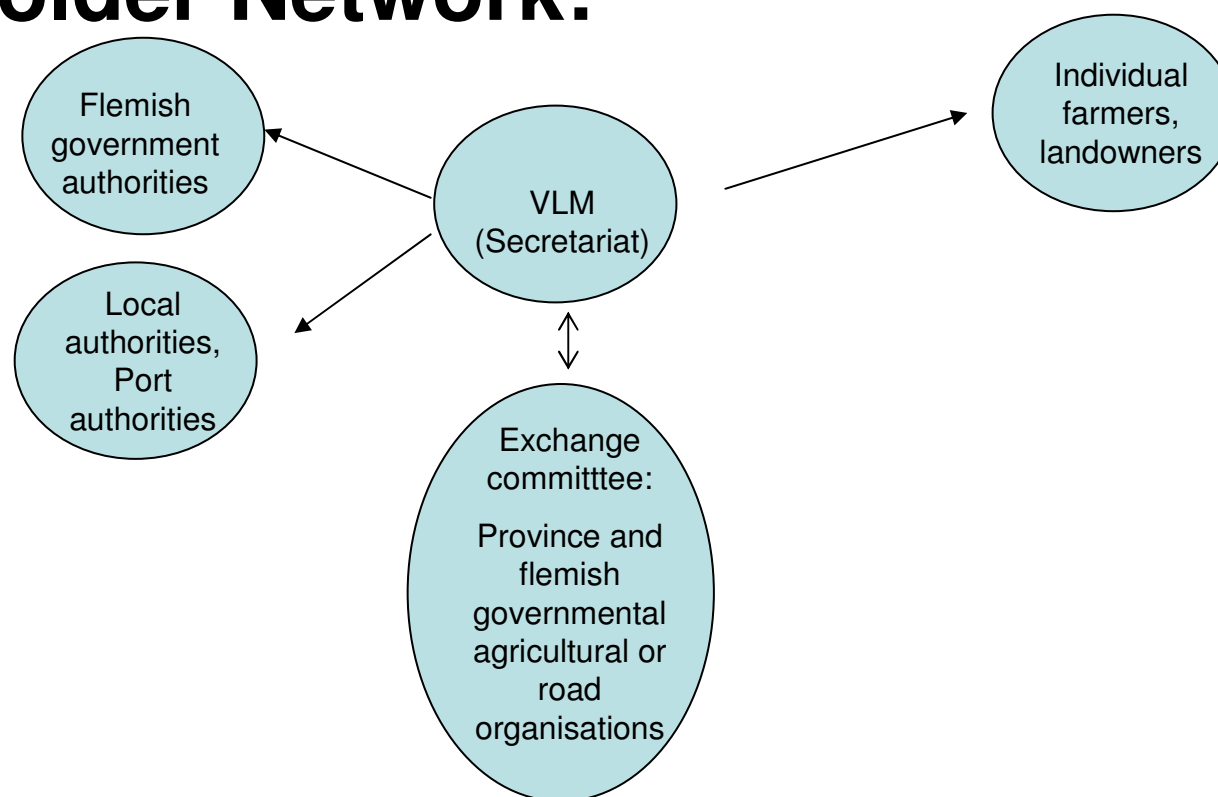 older Network:
Flemish
government
authorities
Local
authorities,
Port
authorities
VLM
(Secretariat)
Exchange
committtee:
Province and
flemish
governmental
agricultural or
road
organisations
Individual
farmers,
landowners